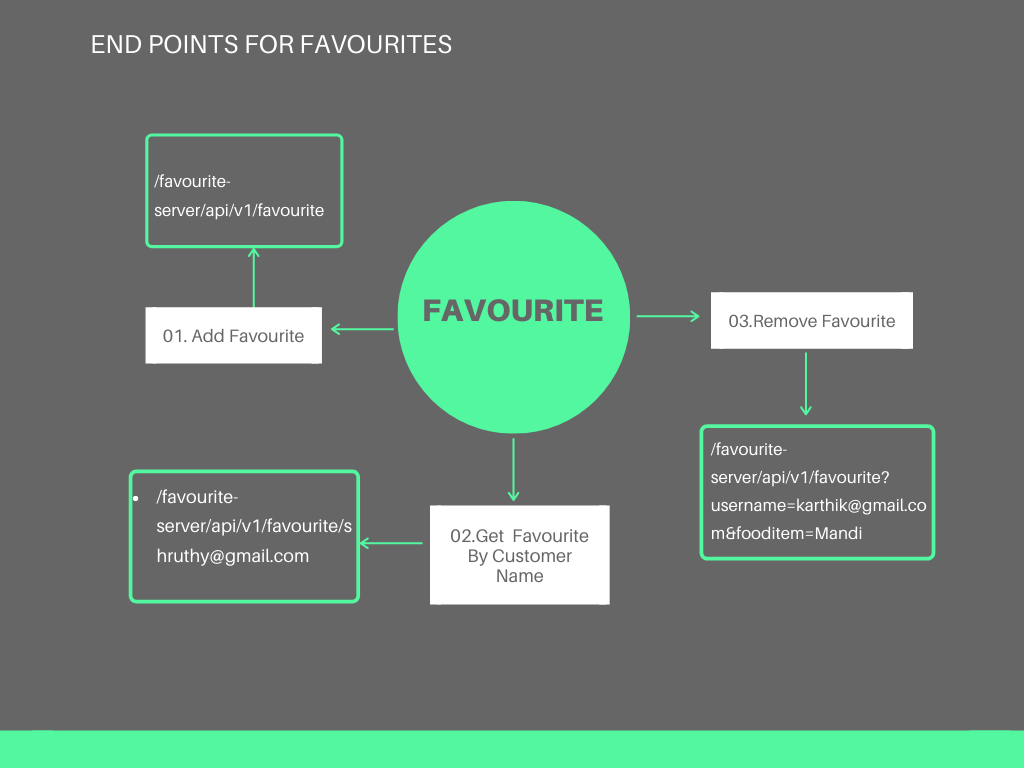 END POINTS FOR FAVOURITES
/favourite-
server/api/v1/favourite
01. Add Favourite
FAVOURITE
03.Remove Favourite
/favourite-
server/api/v1/favourite?
username=karthik@gmail.co
m&fooditem=Mandi
• /favourite-
server/api/v1/favourite/s
hruthy@gmail.com
02.Get  Favourite
By Customer
Name